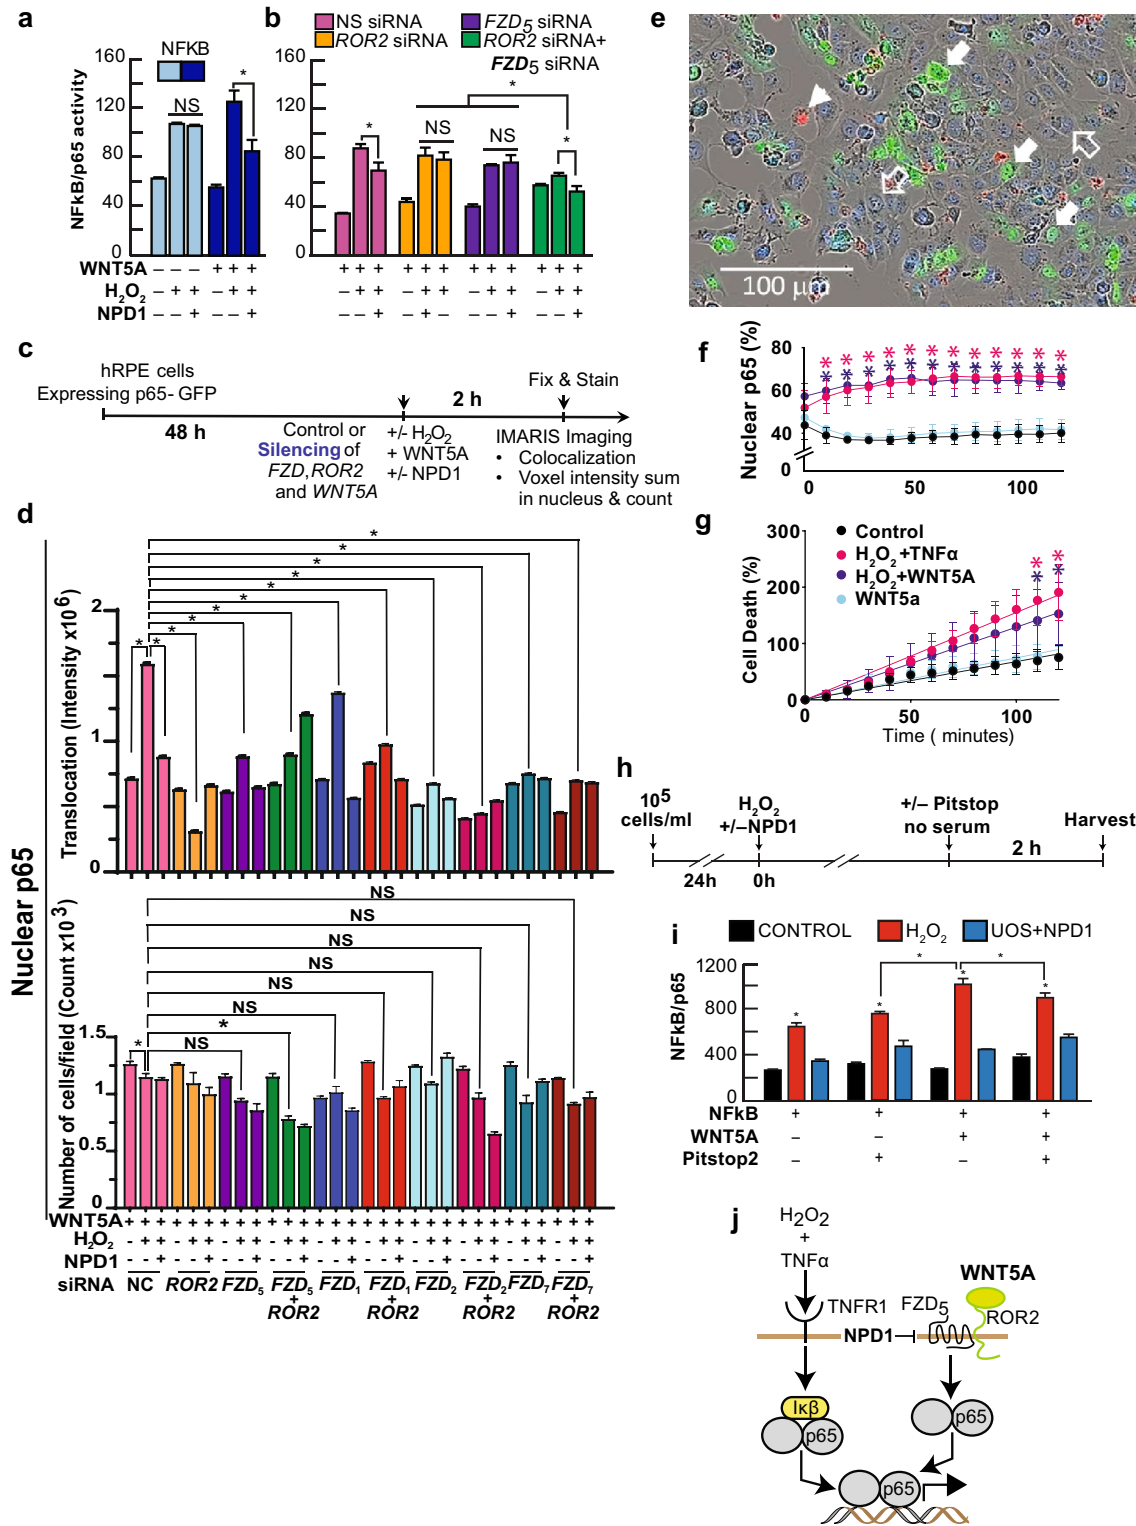 a
NFKB
NS
*
NFkB/p65 activity
160
120
80
40
0
WNT5A – – – + + +
H2O2 – + + – + +
NPD1 – – + – – +
b
NS siRNA
FZD5 siRNA
ROR2 siRNA
ROR2 siRNA+
FZD5 siRNA
*
* NS NS *
160
120
80
40
0
+ + + + + + + + + + + +
– + + – + + – + + – + +
– – + – – + – – + – – +
c
hRPE cells
Expressing p65-GFP
48 h
2 h
Fix & Stain
Control or
Silencing of
FZD, ROR2
and WNT5A
+/- H2O2
+ WNT5A
+/- NPD1
IMARIS Imaging
• Colocalization
• Voxel intensity sum
in nucleus & count
d
Nuclear p65
Translocation (Intensity x10⁶)
2
1
0
* * * * * * * * * * *
Number of cells/field (Count x10³)
1.5
1
0.5
0
NS
NS
NS
NS
NS
NS
*
NS
*
WNT5A + + + + + + + + + + + + + + + + + + + + + + + + + + + + + +
H2O2 - + + - + + - + + - + + - + + - + + - + + - + + - + + - + +
NPD1 - - + - - + - - + - - + - - + - - + - - + - - + - - + - - +
siRNA NC ROR2 FZD5 FZD5 + ROR2 FZD1 FZD1 + ROR2 FZD2 FZD2 + ROR2 FZD7 FZD7 + ROR2
e
100 µm
f
Nuclear p65 (%)
80
60
40
0
* * * * * * * * * * * *
* * * * * * * * * * * *
0 50 100
g
Cell Death (%)
300
200
100
0
Control
H2O2+TNFα
H2O2+WNT5A
WNT5a
* *
* *
0 50 100
Time ( minutes)
h
10⁵
cells/ml
H2O2
+/–NPD1
+/– Pitstop
no serum
Harvest
2 h
24h
0h
i
CONTROL
H2O2
UOS+NPD1
NFkB/p65
1200
800
400
0
* *
* * * *
NFkB + + + +
WNT5A – – + +
Pitstop2 – + – +
j
H2O2
+
TNFα
TNFR1
NPD1
FZD5
WNT5A
ROR2
Iκβ
p65
p65
p65